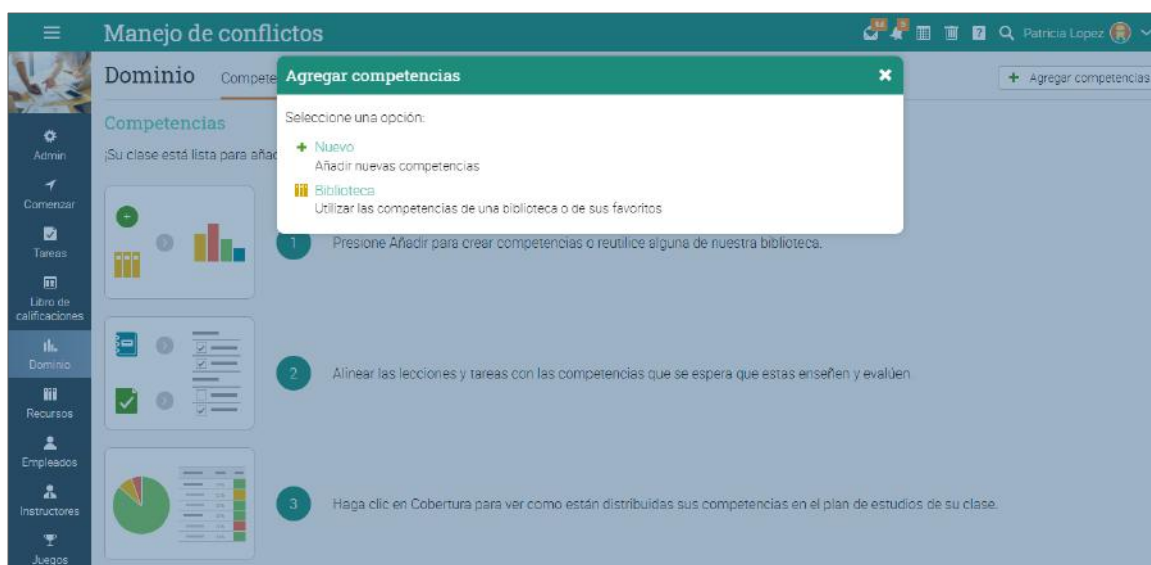 Manejo de conflictos
Patricia Lopez
Dominio
Compete
Agregar competencias
Agregar competencias
Seleccione una opción:
Nuevo
Añadir nuevas competencias
Biblioteca
Utilizar las competencias de una biblioteca o de sus favoritos
Competencias
¡Su clase está lista para añad
1
Presione Añadir para crear competencias o reutilice alguna de nuestra biblioteca.
2
Alinear las lecciones y tareas con las competencias que se espera que estas enseñen y evalúen
3
Haga clic en Cobertura para ver como están distribuidas sus competencias en el plan de estudios de su clase.
Admin
Comenzar
Tareas
Libro de
calificaciones
Dominio
Recursos
Empleados
Instructores
Juegos